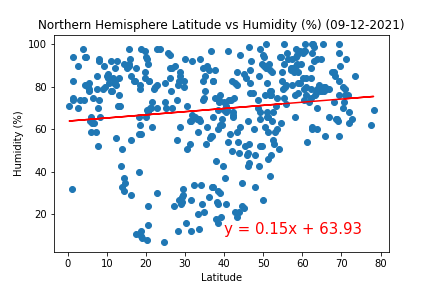 Northern Hemisphere Latitude vs Humidity (%) (09-12-2021)
100
80
60
40
20
Humidity (%)
y = 0.15x + 63.93
0 10 20 30 40 50 60 70 80
Latitude